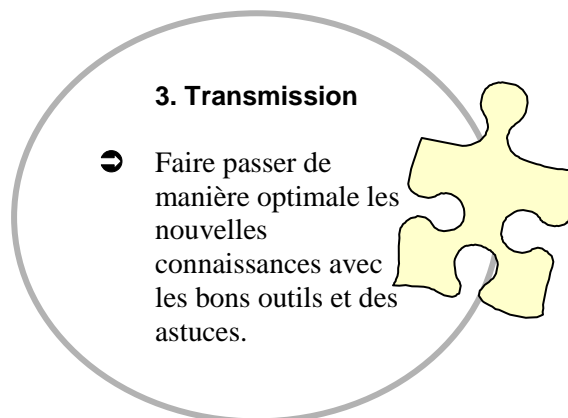 3. Transmission
➲ Faire passer de
manière optimale les
nouvelles
connaissances avec
les bons outils et des
astuces.